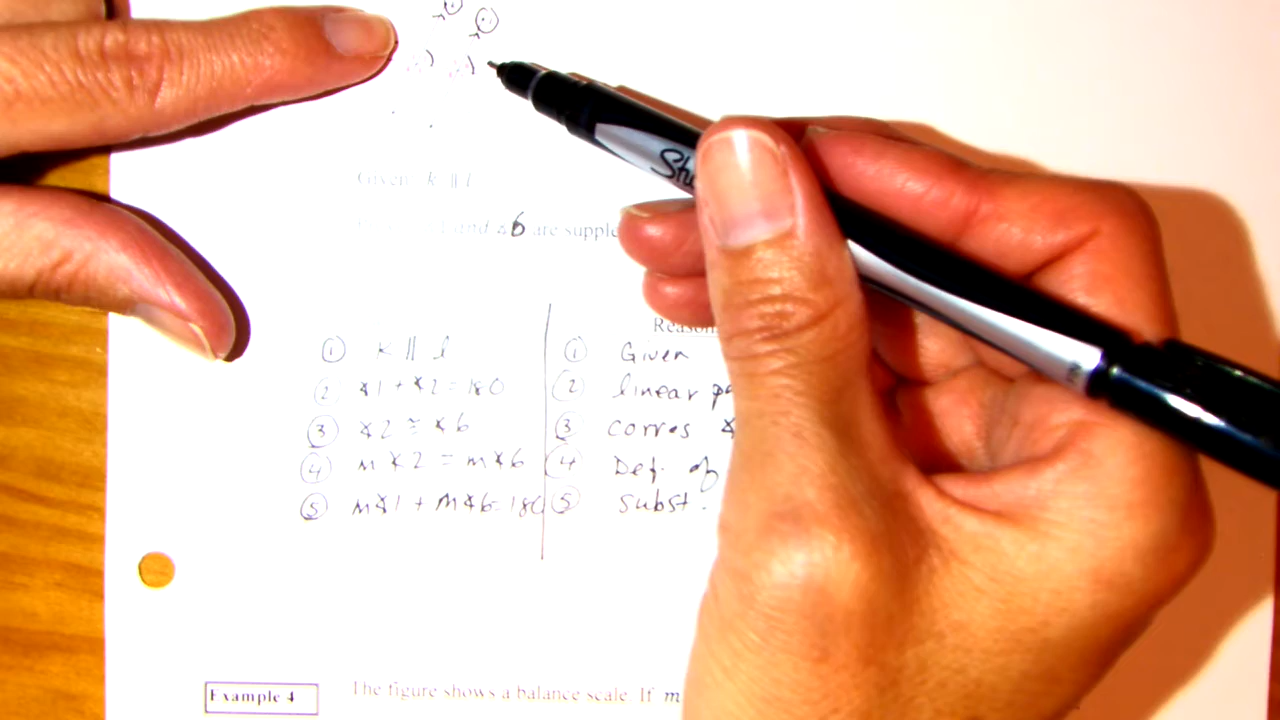 Given k || l
and ∡6 are supple
Reason
① k || l ① Given
② ∡1 + ∡2 = 180 ② linear
③ ∡2 ≅ ∡6 ③ corres ∡
④ m∡2 = m∡6 ④ Def. of
⑤ m∡1 + m∡6 = 180 ⑤ subst.
Example 4 The figure shows a balance scale. If m